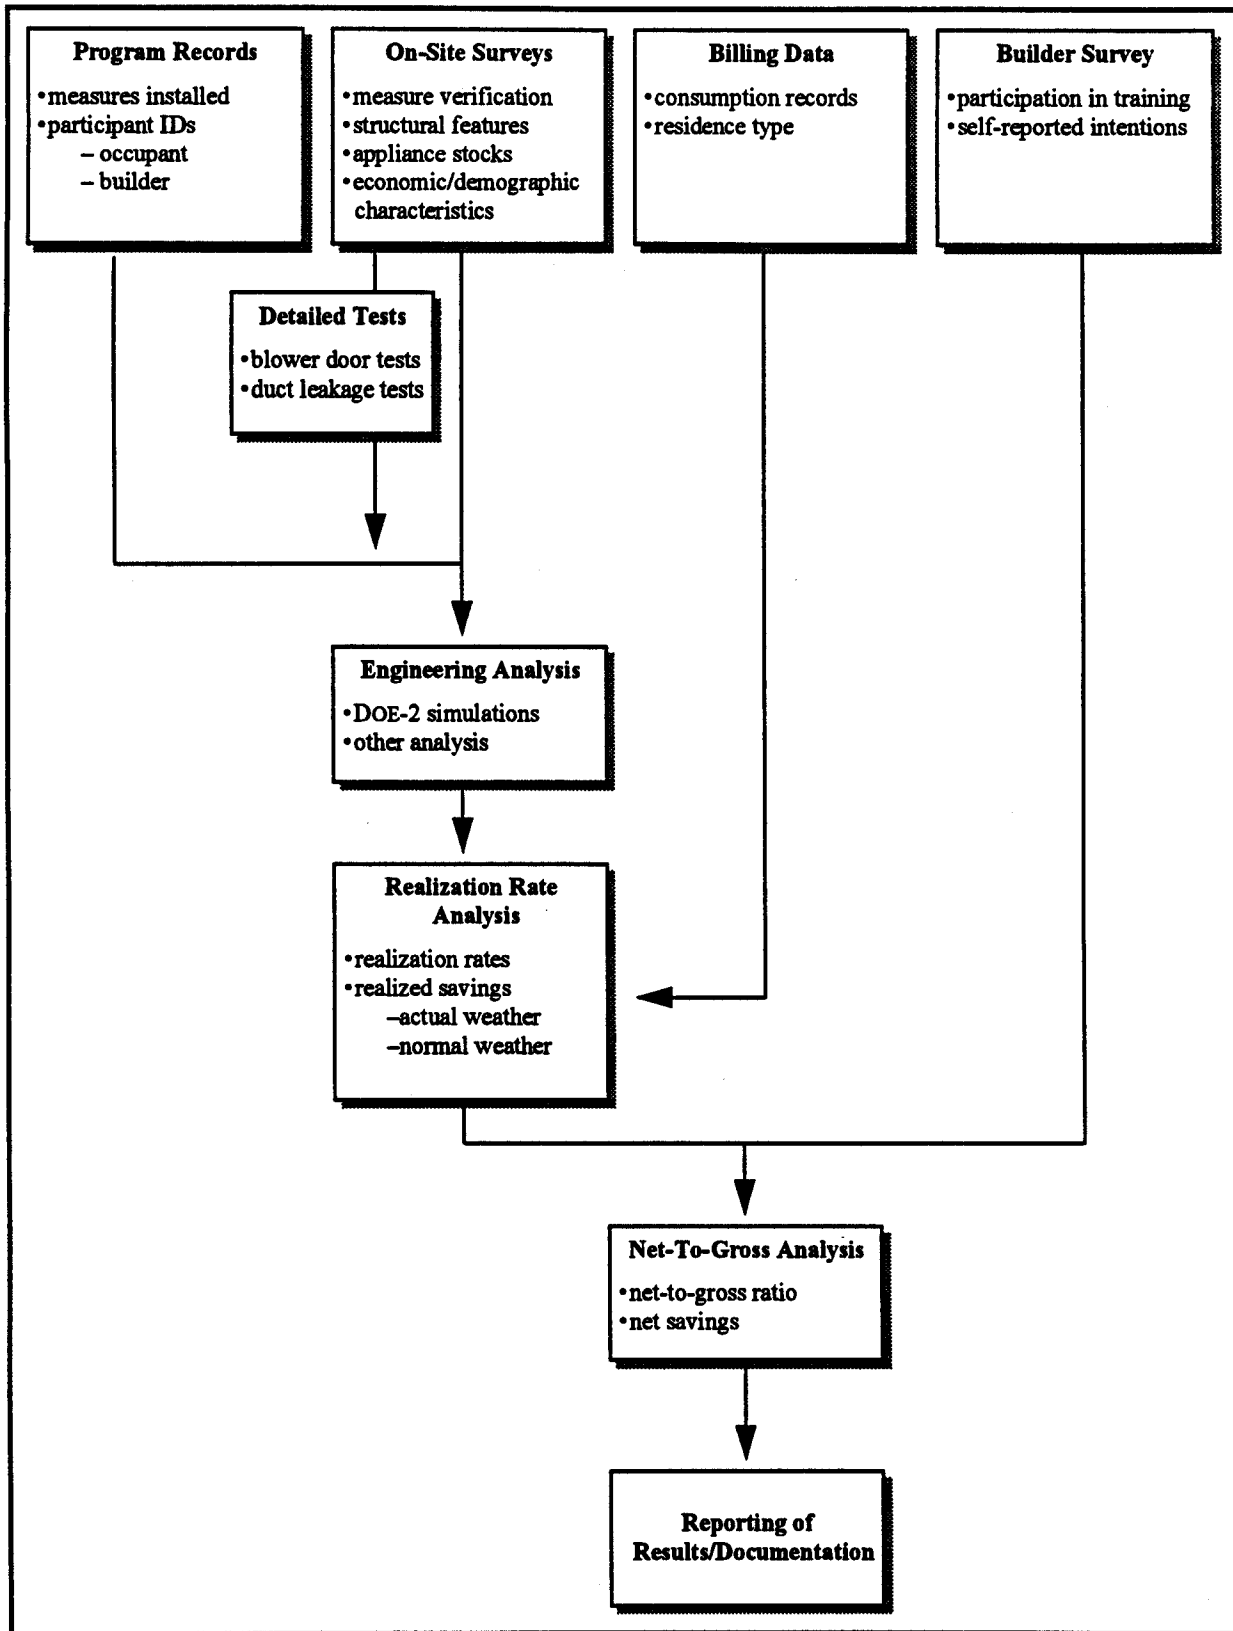 Program Records
•measures installed
•participant IDs
– occupant
– builder
On-Site Surveys
•measure verification
•structural features
•appliance stocks
•economic/demographic
characteristics
Billing Data
•consumption records
•residence type
Builder Survey
•participation in training
•self-reported intentions
Detailed Tests
•blower door tests
•duct leakage tests
Engineering Analysis
•DOE-2 simulations
•other analysis
Realization Rate
Analysis
•realization rates
•realized savings
–actual weather
–normal weather
Net-To-Gross Analysis
•net-to-gross ratio
•net savings
Reporting of
Results/Documentation